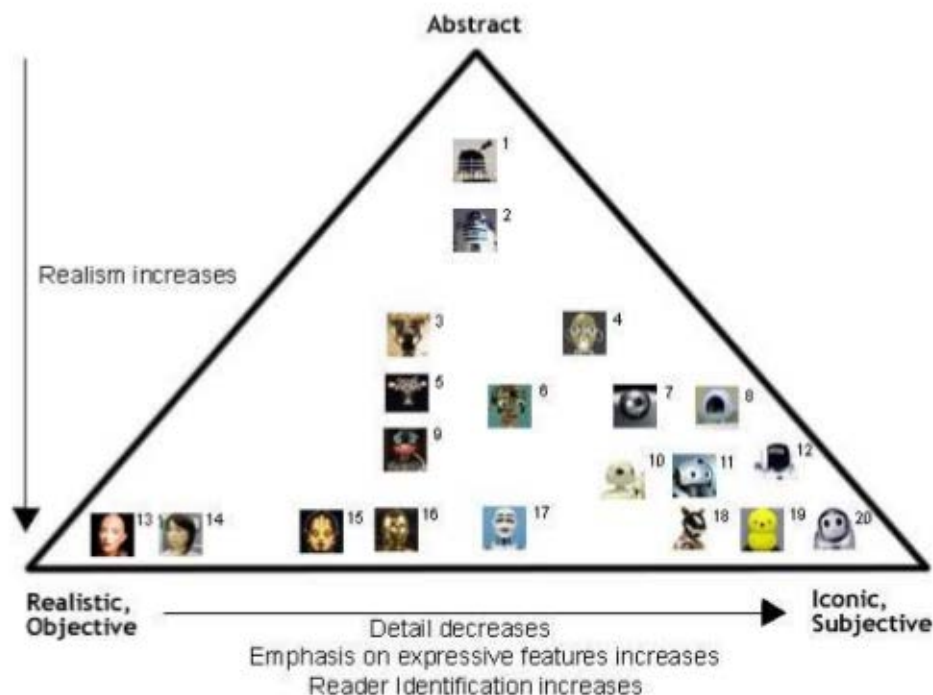 Abstract
1
2
Realism increases
3
4
5
6
7
8
9
10
11
12
13
14
15
16
17
18
19
20
Realistic,
Objective
Iconic,
Subjective
Detail decreases
Emphasis on expressive features increases
Reader Identification increases